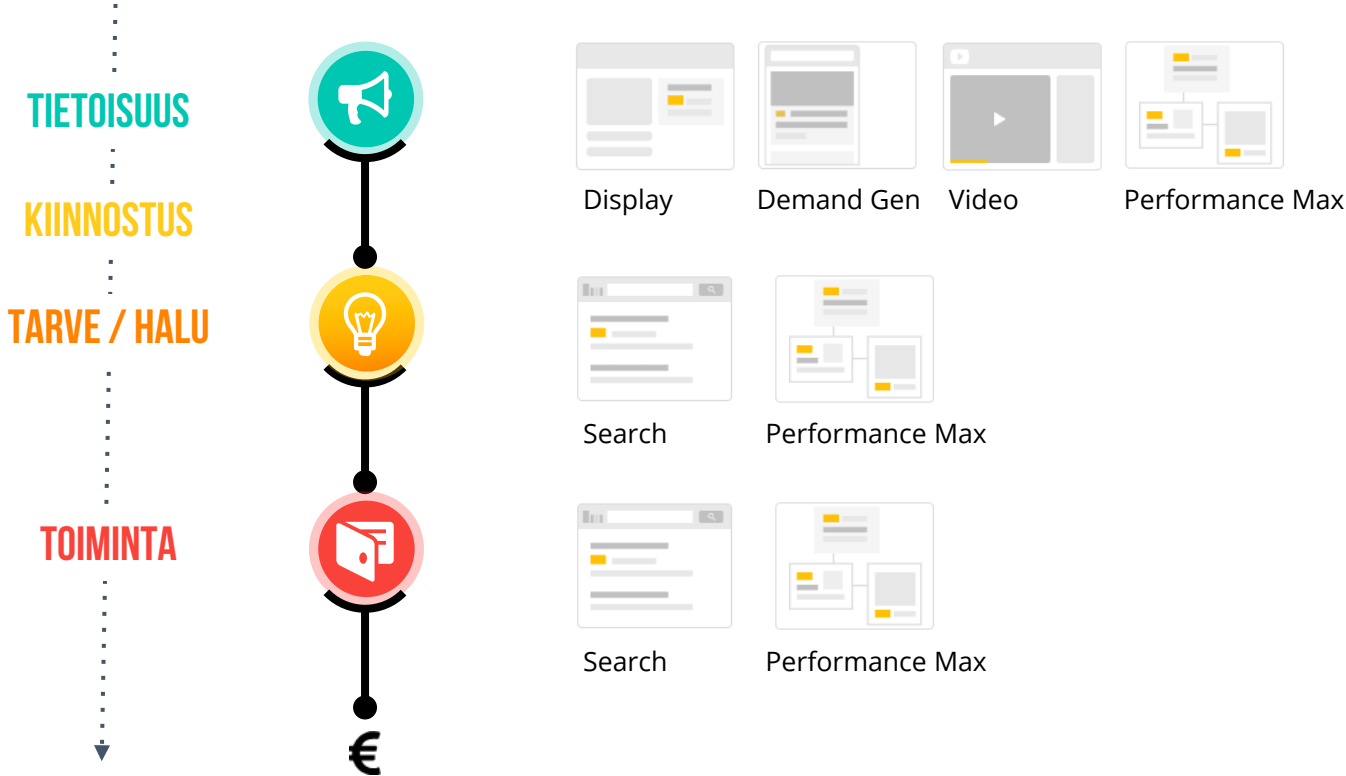 TIETOISUUS
Display
Demand Gen
Video
Performance Max
KIINNOSTUS
TARVE / HALU
Search
Performance Max
TOIMINTA
Search
Performance Max
€